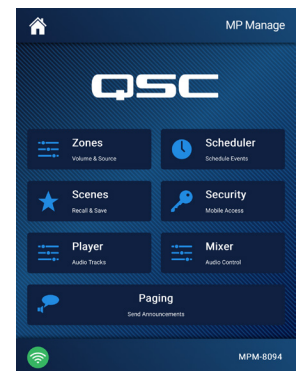 MP Manage
QSC
Zones
Volume & Source
Scheduler
Schedule Events
Scenes
Recall & Save
Security
Mobile Access
Player
Audio Tracks
Mixer
Audio Control
Paging
Send Announcements
MPM-8094